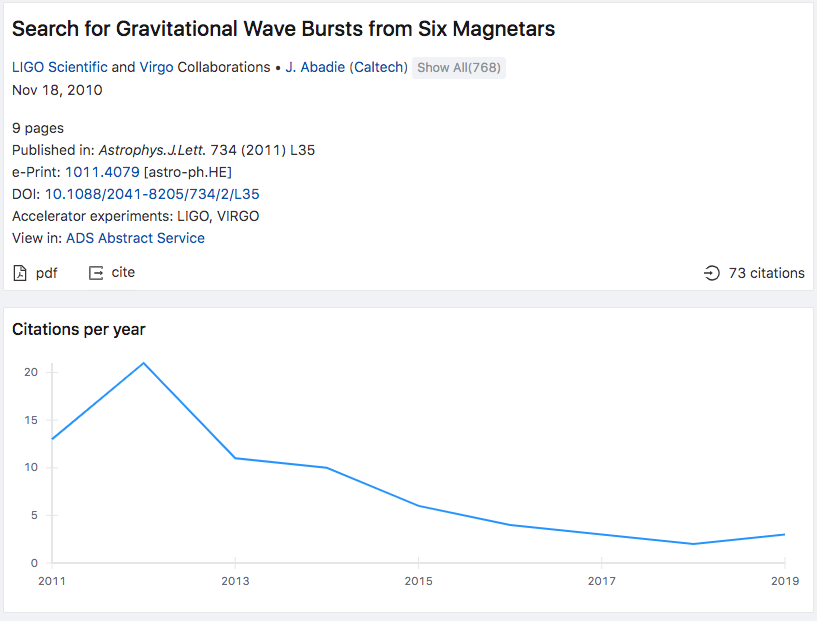 Search for Gravitational Wave Bursts from Six Magnetars
LIGO Scientific and Virgo Collaborations • J. Abadie (Caltech) Show All(768)
Nov 18, 2010
9 pages
Published in: Astrophys.J.Lett. 734 (2011) L35
e-Print: 1011.4079 [astro-ph.HE]
DOI: 10.1088/2041-8205/734/2/L35
Accelerator experiments: LIGO, VIRGO
View in: ADS Abstract Service
pdf cite 73 citations
Citations per year
20
15
10
5
0
2011 2013 2015 2017 2019